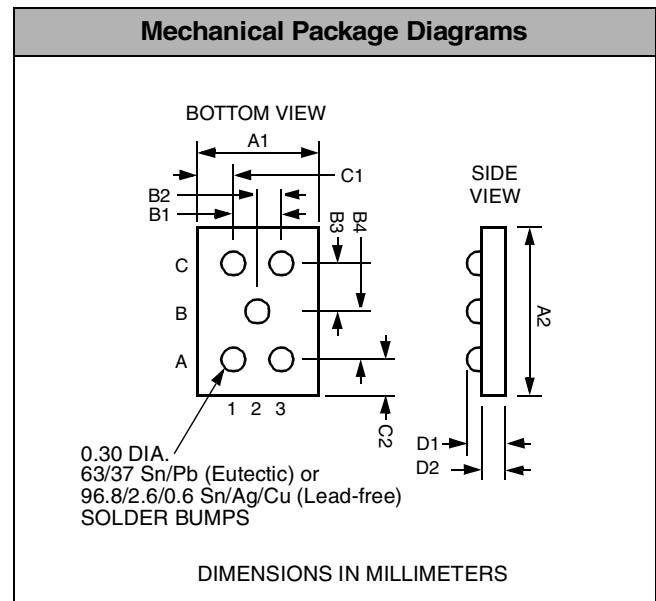 Mechanical Package Diagrams
BOTTOM VIEW
A1
C1
B2
B1
B3
B4
SIDE
VIEW
C
B
A
A2
1 2 3
C2
D1
D2
0.30 DIA.
63/37 Sn/Pb (Eutectic) or
96.8/2.6/0.6 Sn/Ag/Cu (Lead-free)
SOLDER BUMPS
DIMENSIONS IN MILLIMETERS